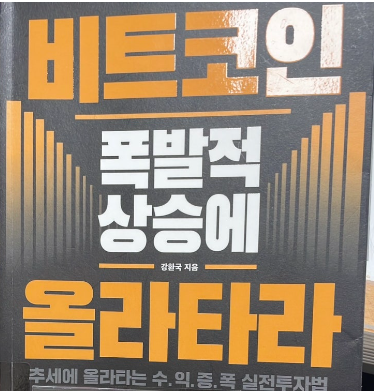 비트코인
폭발적
상승에
강환국 지음
올라타라
추세에 올라타는 수.익.증.폭 실전투자법